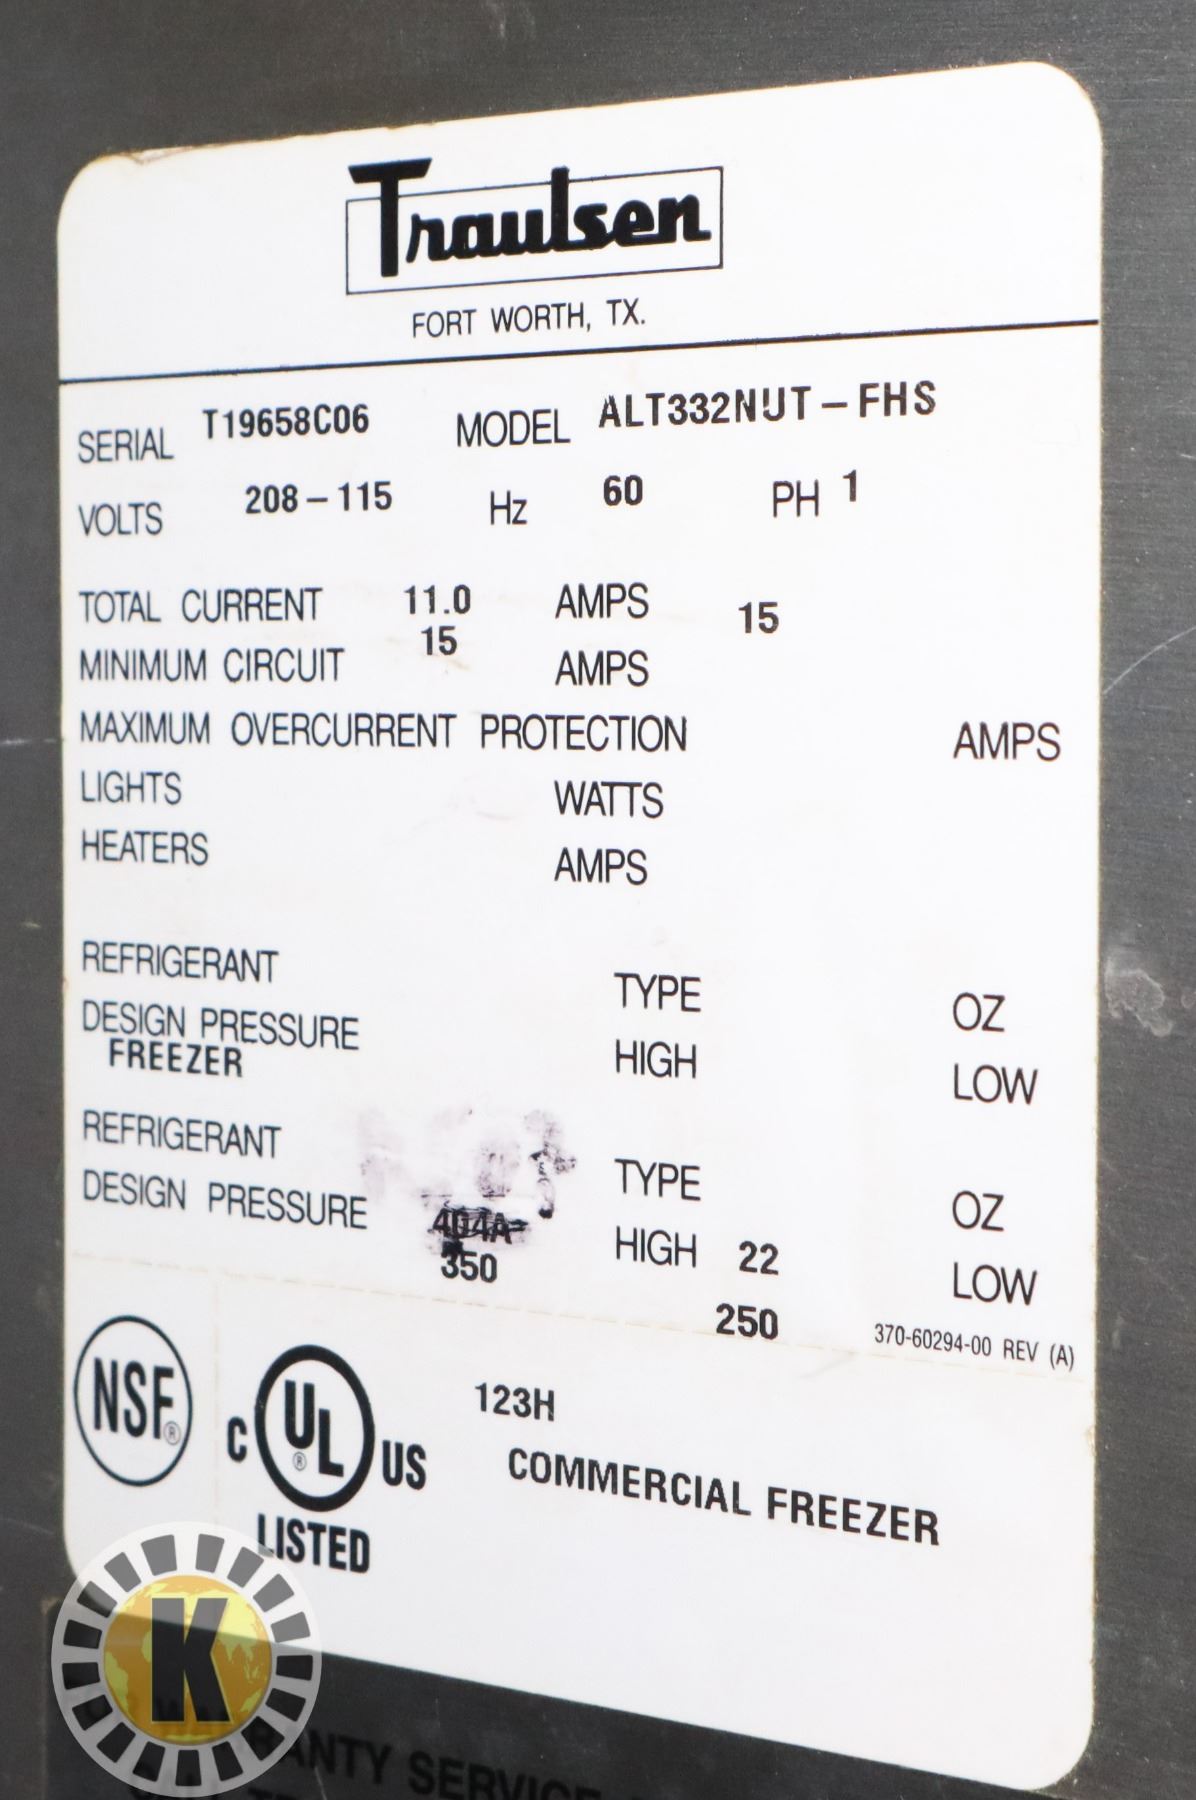 Traulsen
FORT WORTH, TX.
SERIAL T19658C06 MODEL ALT332NUT-FHS
VOLTS 208-115 Hz 60 PH 1
TOTAL CURRENT 11.0 AMPS 15
MINIMUM CIRCUIT 15 AMPS
MAXIMUM OVERCURRENT PROTECTION AMPS
LIGHTS WATTS
HEATERS AMPS
REFRIGERANT TYPE OZ
DESIGN PRESSURE HIGH LOW
FREEZER
REFRIGERANT TYPE OZ
DESIGN PRESSURE 404A HIGH 22 LOW
350 250
370-60294-00 REV (A)
NSF®
C UL® US
LISTED
123H
COMMERCIAL FREEZER
K
SERVICE